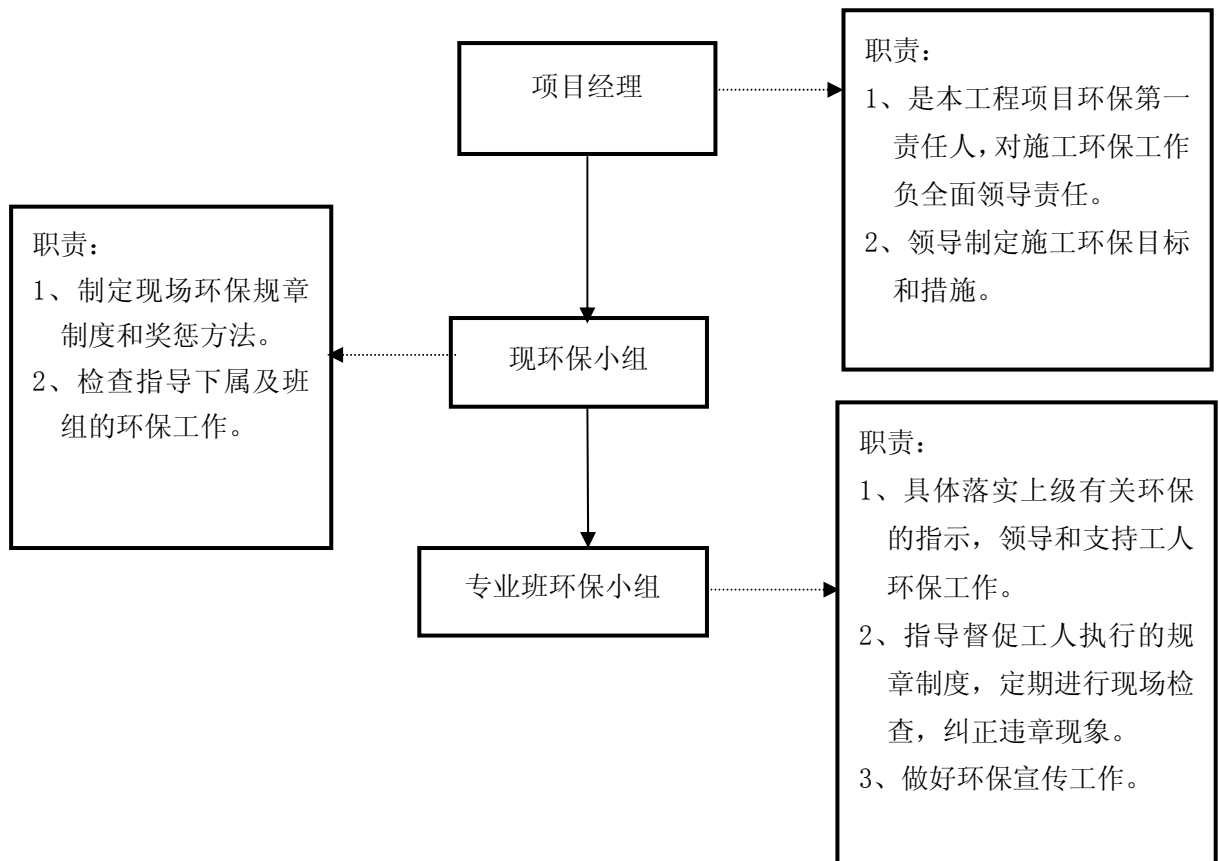 项目经理
职责：
1、是本工程项目环保第一
责任人，对施工环保工作
负全面领导责任。
2、领导制定施工环保目标
和措施。
职责：
1、制定现场环保规章
制度和奖惩方法。
2、检查指导下属及班
组的环保工作。
现环保小组
专业班环保小组
职责：
1、具体落实上级有关环保
的指示，领导和支持工人
环保工作。
2、指导督促工人执行的规
章制度，定期进行现场检
查，纠正违章现象。
3、做好环保宣传工作。